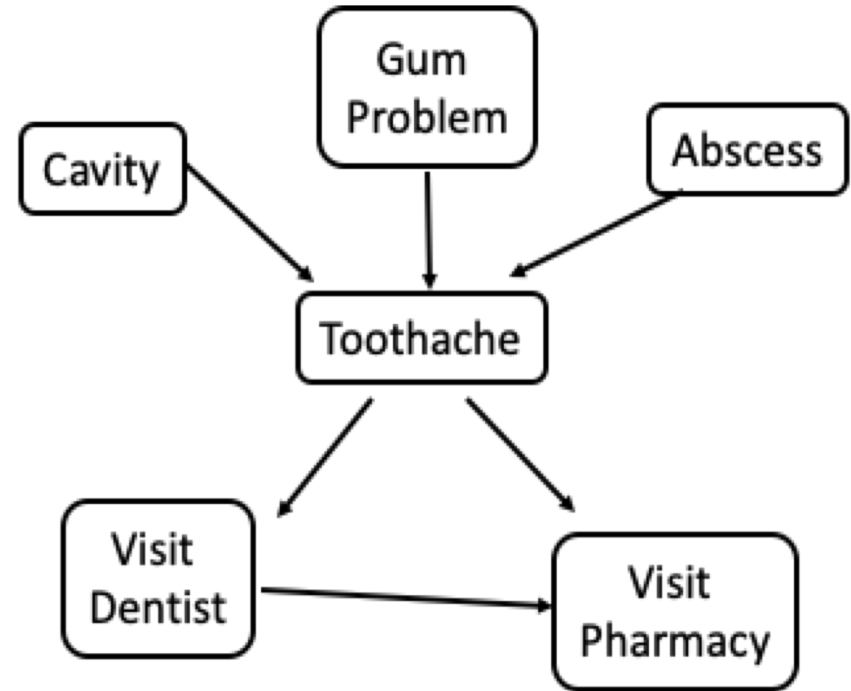 Gum
Problem
Cavity
Abscess
Toothache
Visit
Dentist
Visit
Pharmacy